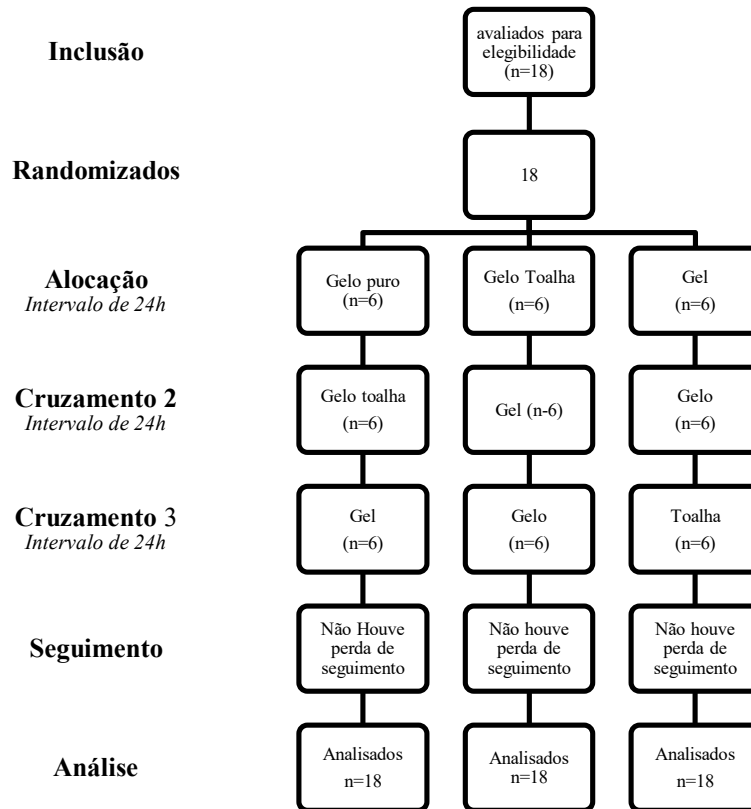 Inclusão
avaliados para
elegibilidade
(n=18)
Randomizados
18
Alocação
Intervalo de 24h
Gelo puro
(n=6)
Gelo Toalha
(n=6)
Gel
(n=6)
Cruzamento 2
Intervalo de 24h
Gelo toalha
(n=6)
Gel (n-6)
Gelo
(n=6)
Cruzamento 3
Intervalo de 24h
Gel
(n=6)
Gelo
(n=6)
Toalha
(n=6)
Seguimento
Não Houve
perda de
seguimento
Não houve
perda de
seguimento
Não houve
perda de
seguimento
Análise
Analisados
n=18
Analisados
n=18
Analisados
n=18